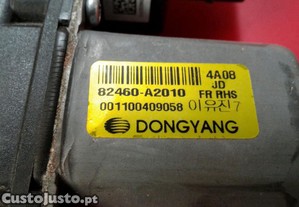 4A08
82460-A2010 JD
FR RHS
001100409058 이유진7
DONGYANG
CustoJusto.pt